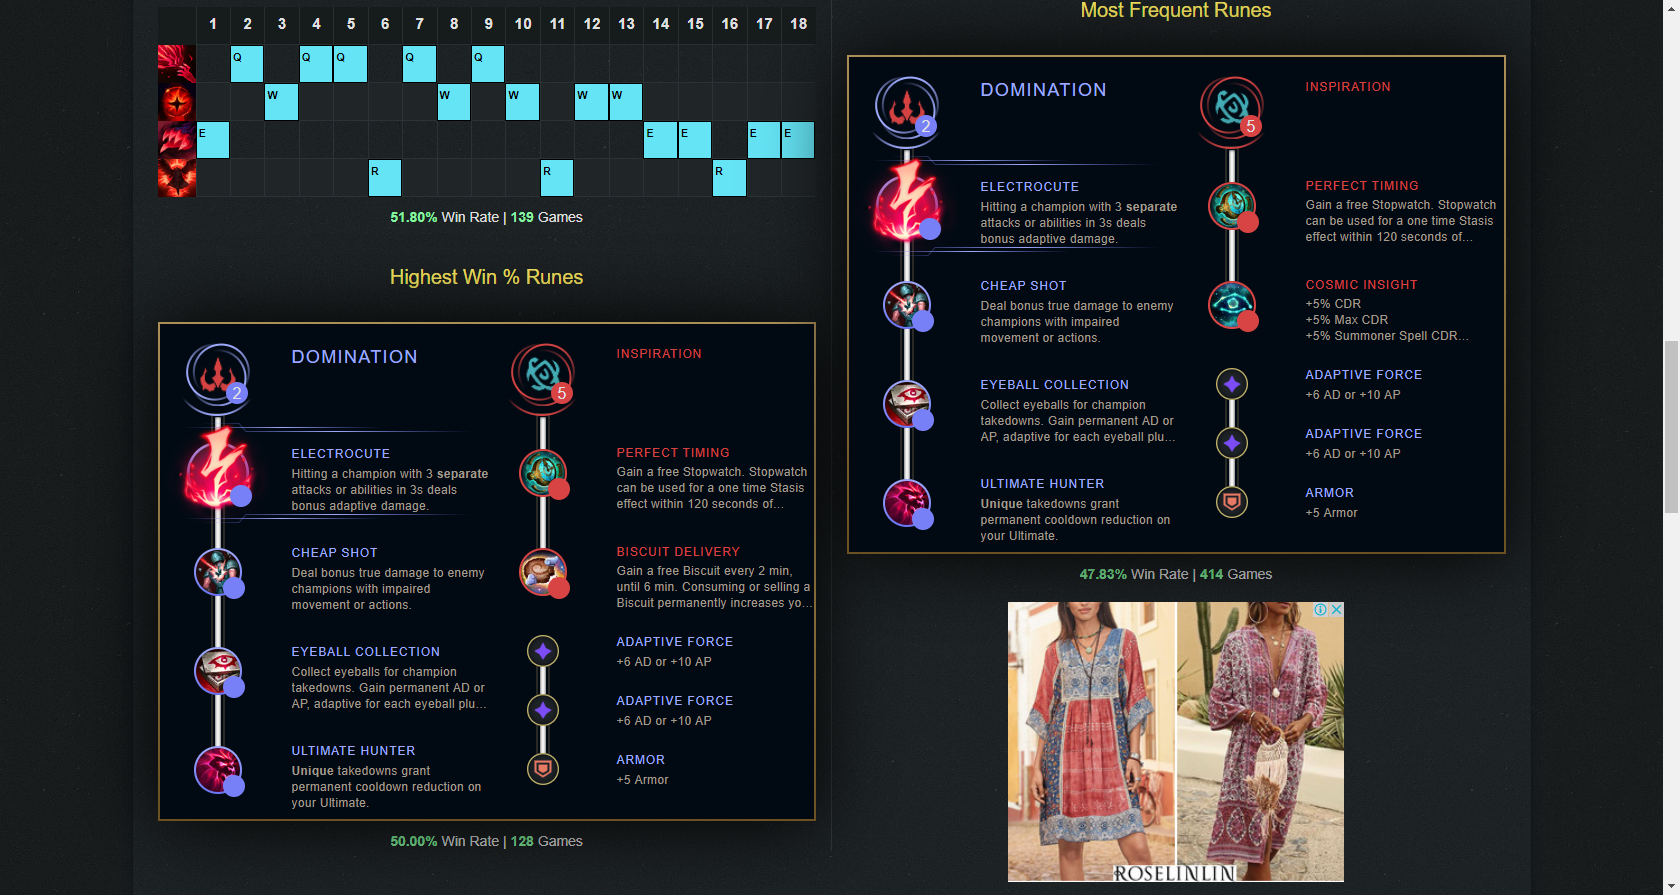 1 2 3 4 5 6 7 8 9 10 11 12 13 14 15 16 17 18
Q Q Q Q Q
W W W W W
E E E E E
R R R
51.80% Win Rate | 139 Games
Highest Win % Runes
2
DOMINATION
5
INSPIRATION
ELECTROCUTE
Hitting a champion with 3 separate
attacks or abilities in 3s deals
bonus adaptive damage.
CHEAP SHOT
Deal bonus true damage to enemy
champions with impaired
movement or actions.
EYEBALL COLLECTION
Collect eyeballs for champion
takedowns. Gain permanent AD or
AP, adaptive for each eyeball plu...
ULTIMATE HUNTER
Unique takedowns grant
permanent cooldown reduction on
your Ultimate.
PERFECT TIMING
Gain a free Stopwatch. Stopwatch
can be used for a one time Stasis
effect within 120 seconds of...
BISCUIT DELIVERY
Gain a free Biscuit every 2 min,
until 6 min. Consuming or selling a
Biscuit permanently increases yo...
ADAPTIVE FORCE
+6 AD or +10 AP
ADAPTIVE FORCE
+6 AD or +10 AP
ARMOR
+5 Armor
50.00% Win Rate | 128 Games
Most Frequent Runes
2
DOMINATION
5
INSPIRATION
ELECTROCUTE
Hitting a champion with 3 separate
attacks or abilities in 3s deals
bonus adaptive damage.
CHEAP SHOT
Deal bonus true damage to enemy
champions with impaired
movement or actions.
EYEBALL COLLECTION
Collect eyeballs for champion
takedowns. Gain permanent AD or
AP, adaptive for each eyeball plu...
ULTIMATE HUNTER
Unique takedowns grant
permanent cooldown reduction on
your Ultimate.
PERFECT TIMING
Gain a free Stopwatch. Stopwatch
can be used for a one time Stasis
effect within 120 seconds of...
COSMIC INSIGHT
+5% CDR
+5% Max CDR
+5% Summoner Spell CDR...
ADAPTIVE FORCE
+6 AD or +10 AP
ADAPTIVE FORCE
+6 AD or +10 AP
ARMOR
+5 Armor
47.83% Win Rate | 414 Games
ROSELINLIN